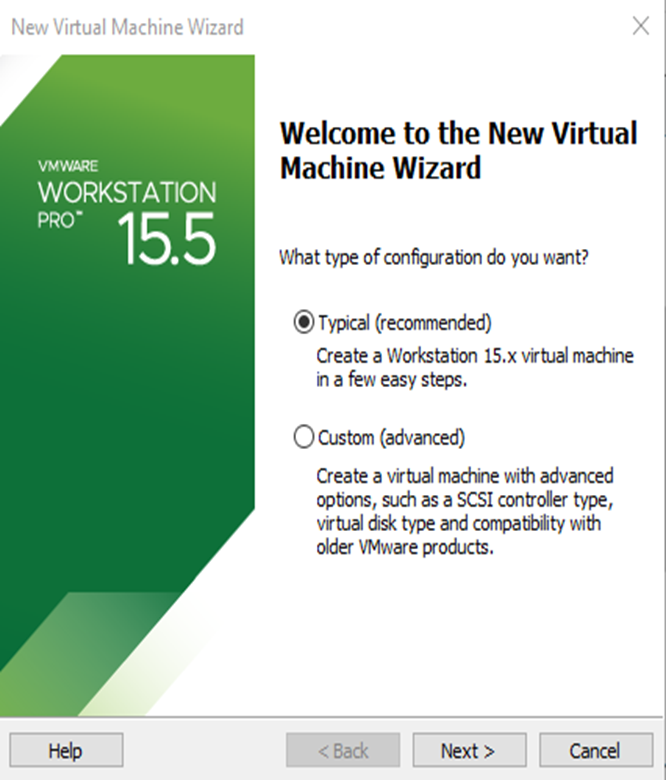 New Virtual Machine Wizard
VMWARE
WORKSTATION
PRO™
15.5
Welcome to the New Virtual
Machine Wizard
What type of configuration do you want?
Typical (recommended)
Create a Workstation 15.x virtual machine
in a few easy steps.
Custom (advanced)
Create a virtual machine with advanced
options, such as a SCSI controller type,
virtual disk type and compatibility with
older VMware products.
Help
< Back
Next >
Cancel